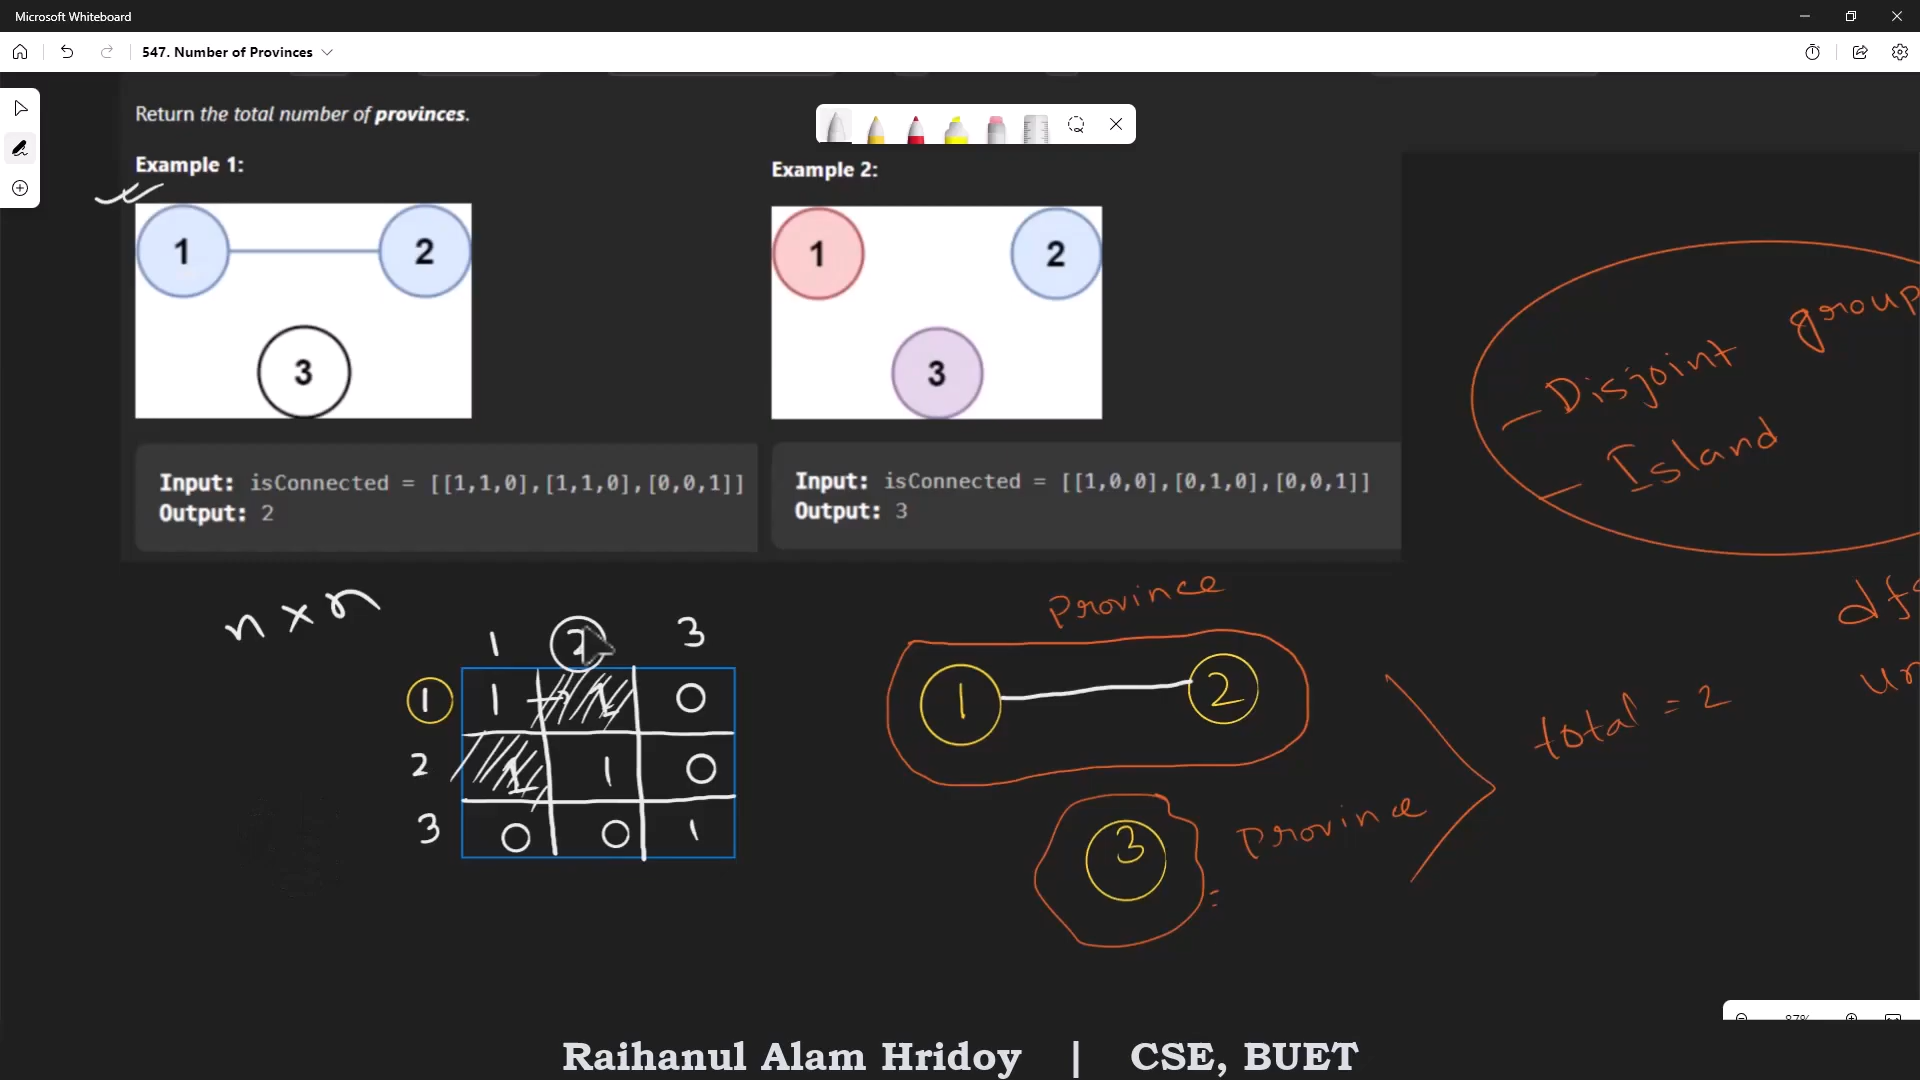 Microsoft Whiteboard
547. Number of Provinces
Return the total number of provinces.
Example 1:
1
2
3
Input: isConnected = [[1,1,0],[1,1,0],[0,0,1]]
Output: 2
Example 2:
1
2
3
Input: isConnected = [[1,0,0],[0,1,0],[0,0,1]]
Output: 3
group
- Disjoint
- Island
n x n
1 2 3
1 1 1 0
2 1 1 0
3 0 0 1
Province
1 2
3
Province
total = 2
dfs
un
87%
Raihanul Alam Hridoy | CSE, BUET